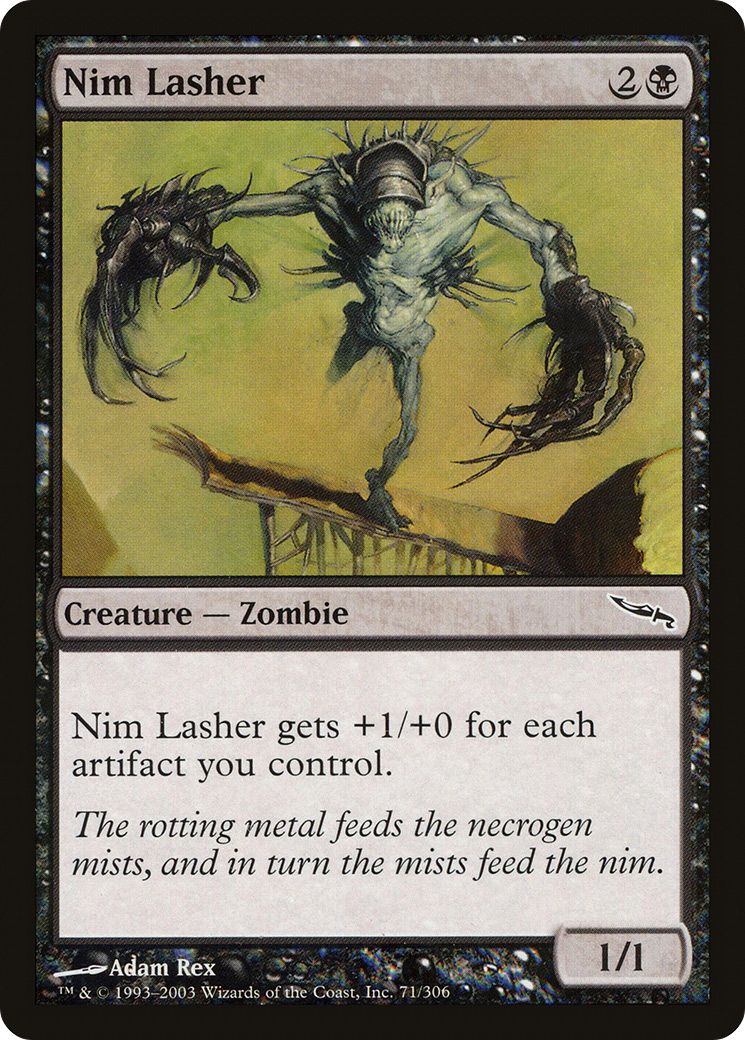 Nim Lasher 2
Creature — Zombie
Nim Lasher gets +1/+0 for each
artifact you control.
The rotting metal feeds the necrogen
mists, and in turn the mists feed the nim.
1/1
Adam Rex
™ & © 1993–2003 Wizards of the Coast, Inc. 71/306